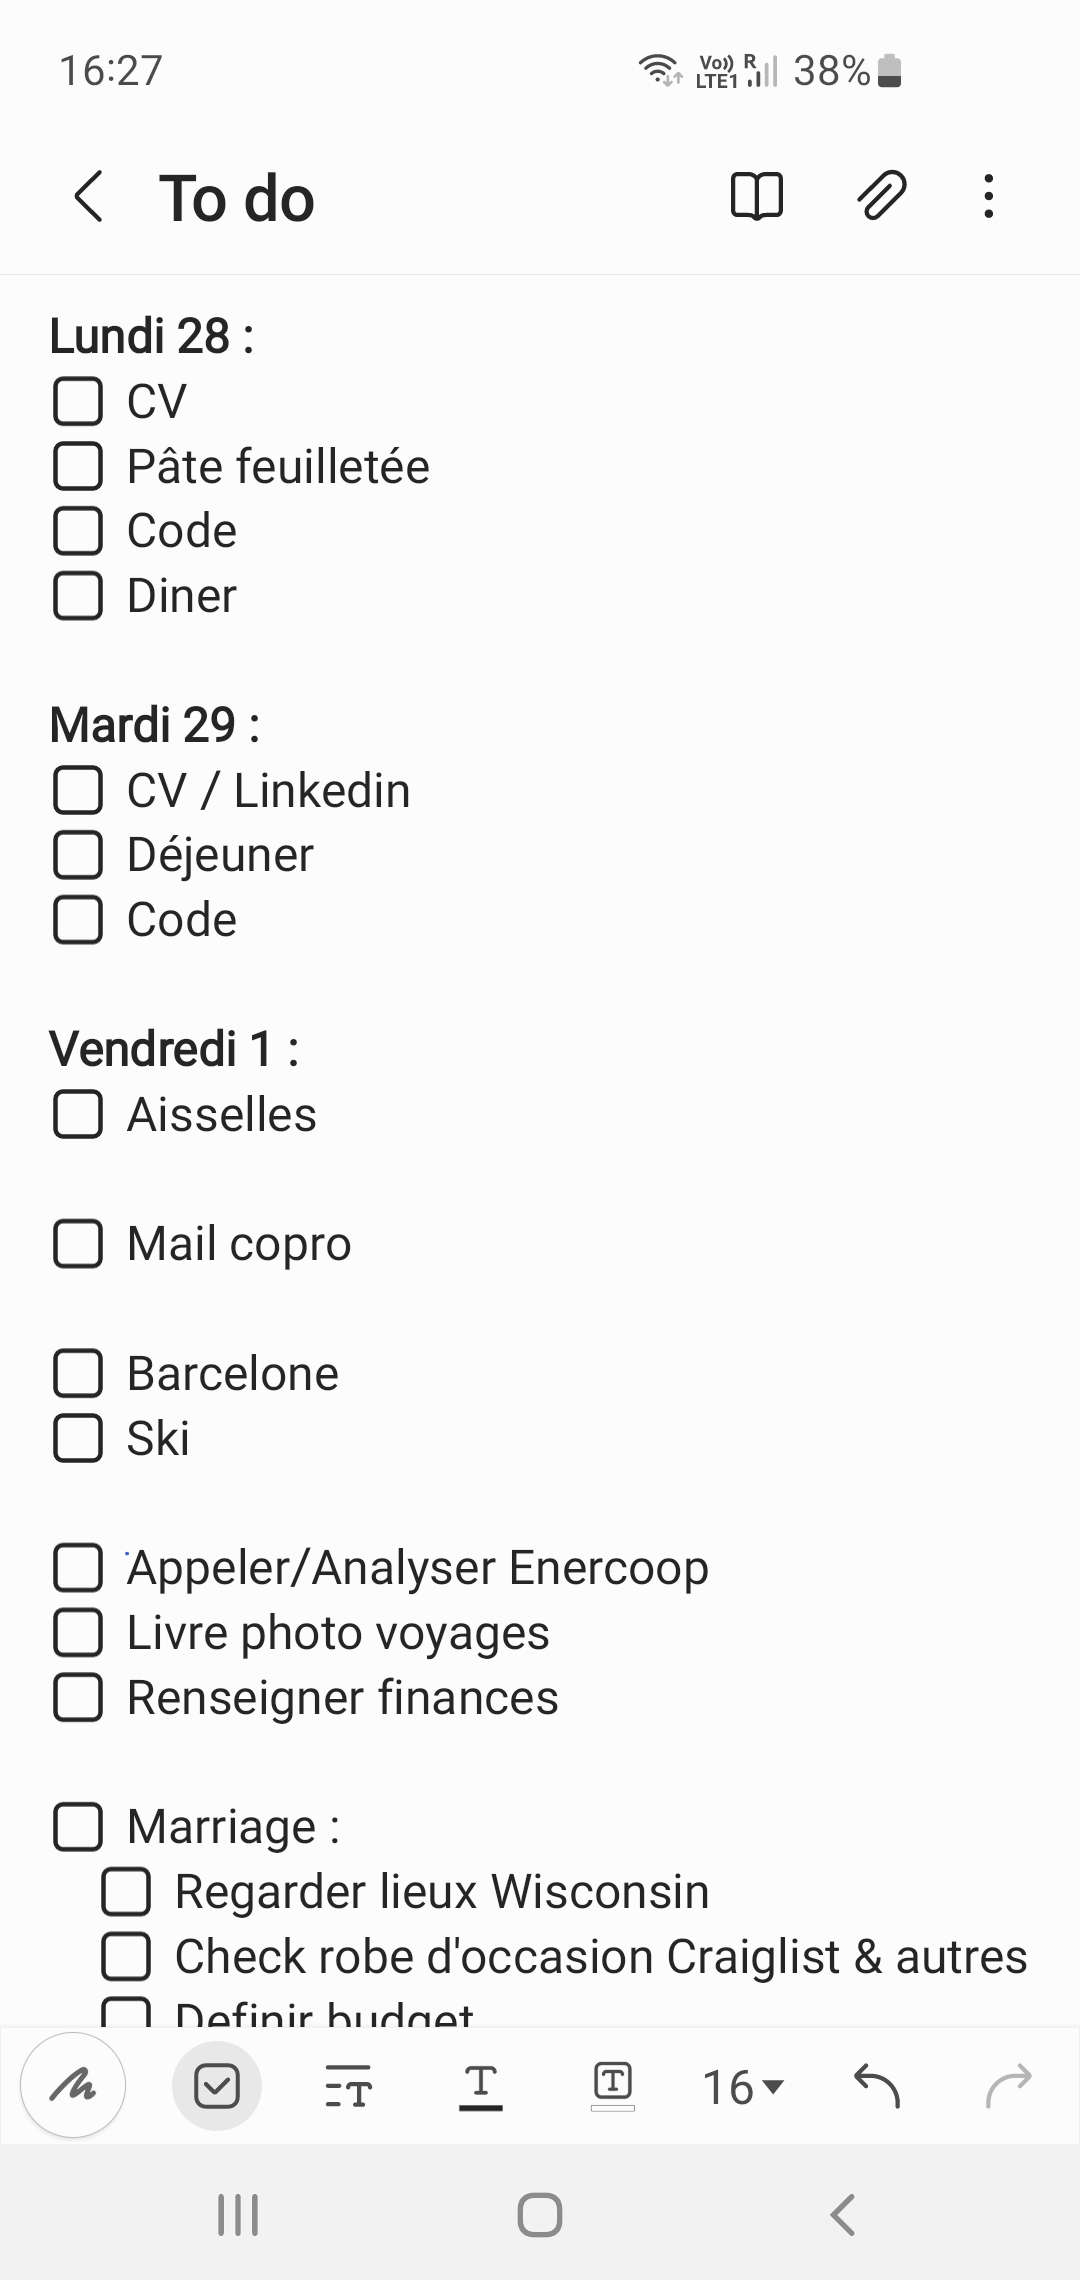 16:27
Vo)) LTE1 R 38%
To do
Lundi 28 :
CV
Pâte feuilletée
Code
Diner
Mardi 29 :
CV / Linkedin
Déjeuner
Code
Vendredi 1 :
Aisselles
Mail copro
Barcelone
Ski
Appeler/Analyser Enercoop
Livre photo voyages
Renseigner finances
Marriage :
Regarder lieux Wisconsin
Check robe d'occasion Craiglist & autres
Definir budget
16